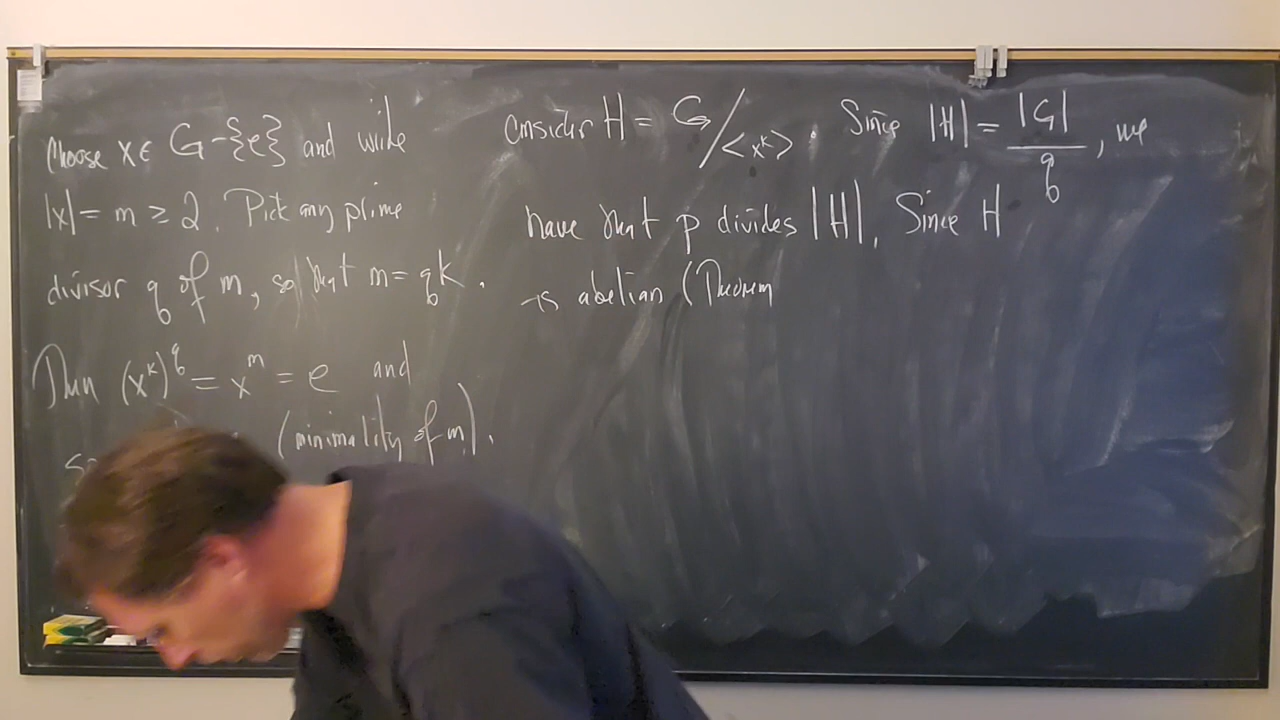 Choose x ∈ G-{e} and write
|x| = m ≥ 2. Pick any prime
divisor q of m, so that m = qk.
Then (x^k)^q = x^m = e and
(minimality of m).
Consider H = G/<x^k>. Since |H| = |G|/q, we
have that p divides |H|. Since H
is abelian (Theorem